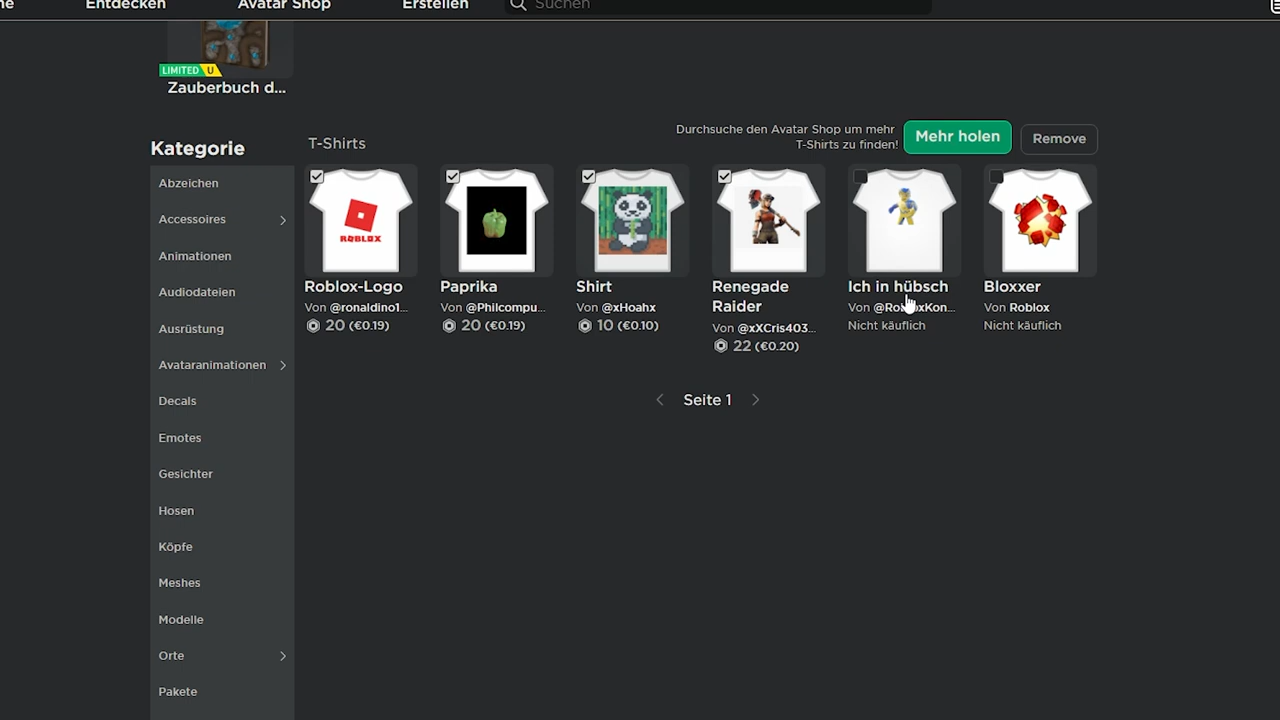 Entdecken
Avatar Shop
Erstellen
Suchen
LIMITED U
Zauberbuch d...
Kategorie
Abzeichen
Accessoires
Animationen
Audiodateien
Ausrüstung
Avataranimationen
Decals
Emotes
Gesichter
Hosen
Köpfe
Meshes
Modelle
Orte
Pakete
T-Shirts
Durchsuche den Avatar Shop um mehr
T-Shirts zu finden!
Mehr holen
Remove
ROBLOX
Roblox-Logo
Von @ronaldino1...
20 (€0.19)
Paprika
Von @Philcompu...
20 (€0.19)
Shirt
Von @xHoahx
10 (€0.10)
Renegade
Raider
Von @xXCris403...
22 (€0.20)
Ich in hübsch
Von
Nicht käuflich
Bloxxer
Von Roblox
Nicht käuflich
Seite 1